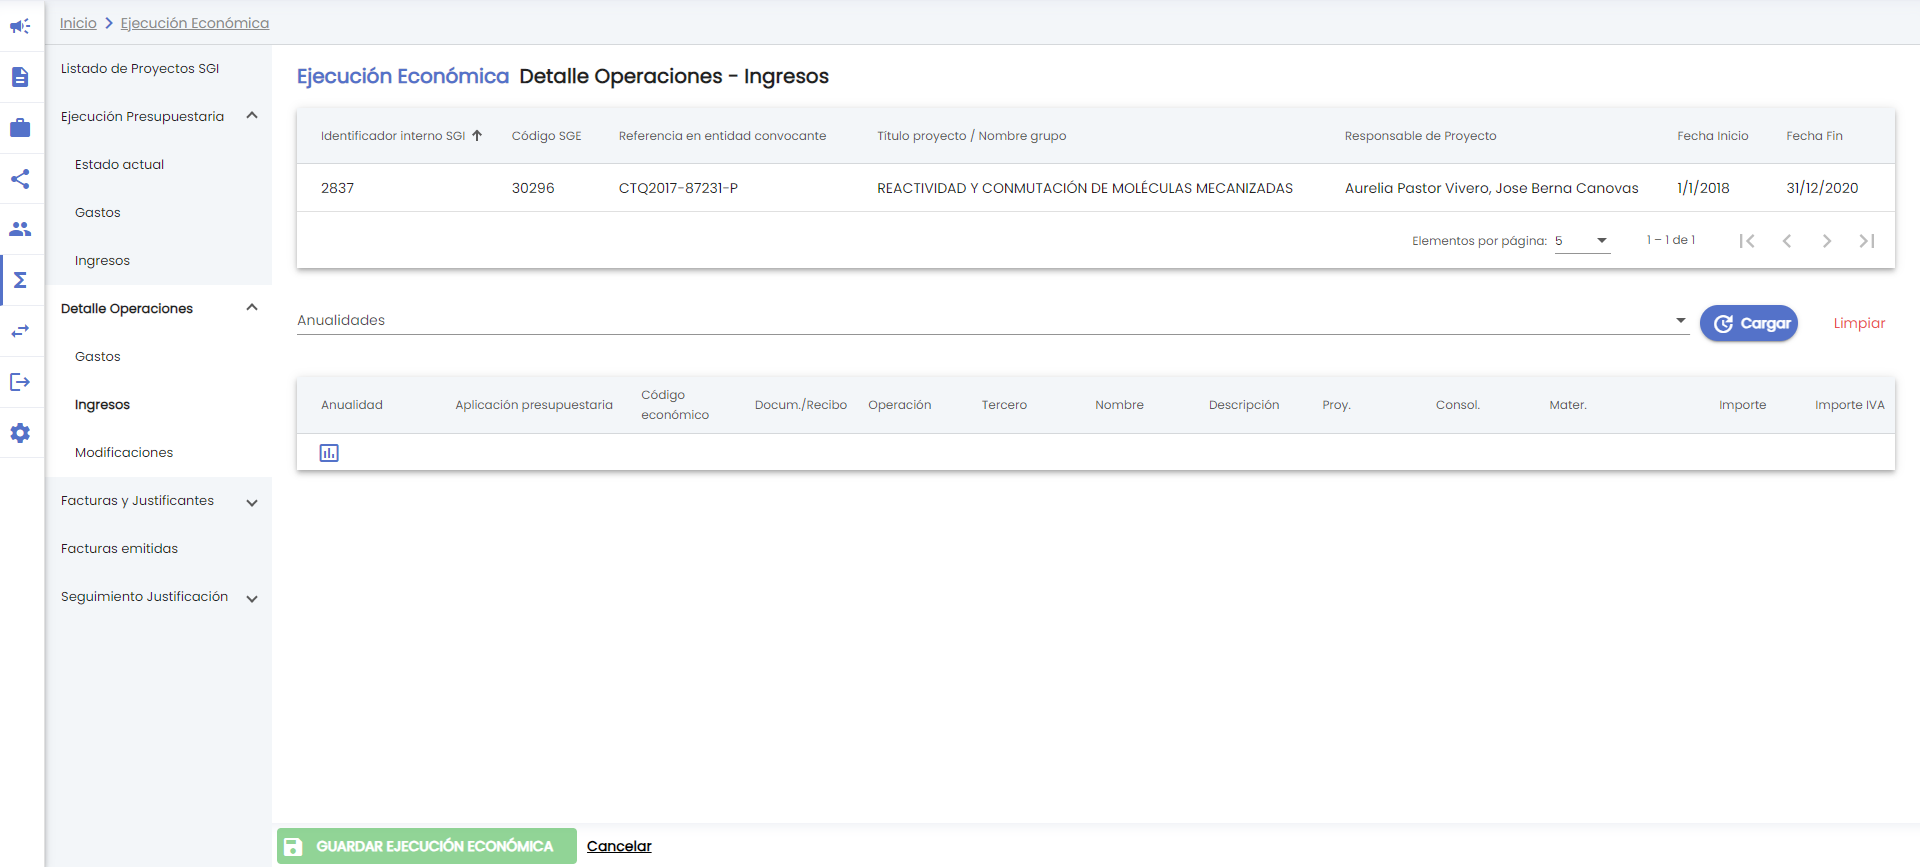 Inicio > Ejecución Económica
Listado de Proyectos SGI
Ejecución Presupuestaria
Estado actual
Gastos
Ingresos
Detalle Operaciones
Gastos
Ingresos
Modificaciones
Facturas y Justificantes
Facturas emitidas
Seguimiento Justificación
Ejecución Económica Detalle Operaciones - Ingresos
Identificador interno SGI Código SGE Referencia en entidad convocante Título proyecto / Nombre grupo Responsable de Proyecto Fecha Inicio Fecha Fin
2837 30296 CTQ2017-87231-P REACTIVIDAD Y CONMUTACIÓN DE MOLÉCULAS MECANIZADAS Aurelia Pastor Vivero, Jose Berna Canovas 1/1/2018 31/12/2020
Elementos por página: 5 1 – 1 de 1
Anualidades Cargar Limpiar
Anualidad Aplicación presupuestaria Código económico Docum./Recibo Operación Tercero Nombre Descripción Proy. Consol. Mater. Importe Importe IVA
GUARDAR EJECUCIÓN ECONÓMICA Cancelar